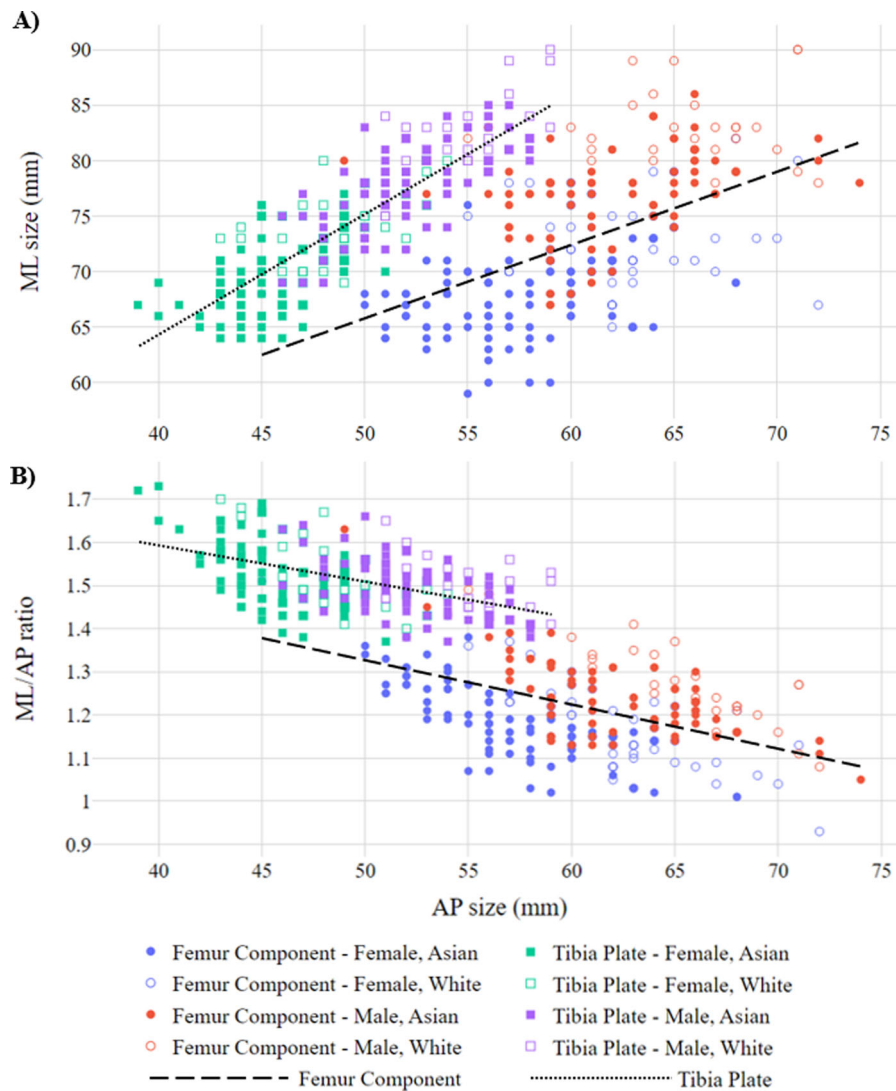 A)
90
80
70
60
ML size (mm)
40 45 50 55 60 65 70 75
B)
1.7
1.6
1.5
1.4
1.3
1.2
1.1
1
0.9
ML/AP ratio
40 45 50 55 60 65 70 75
AP size (mm)
Femur Component - Female, Asian Tibia Plate - Female, Asian
Femur Component - Female, White Tibia Plate - Female, White
Femur Component - Male, Asian Tibia Plate - Male, Asian
Femur Component - Male, White Tibia Plate - Male, White
Femur Component Tibia Plate